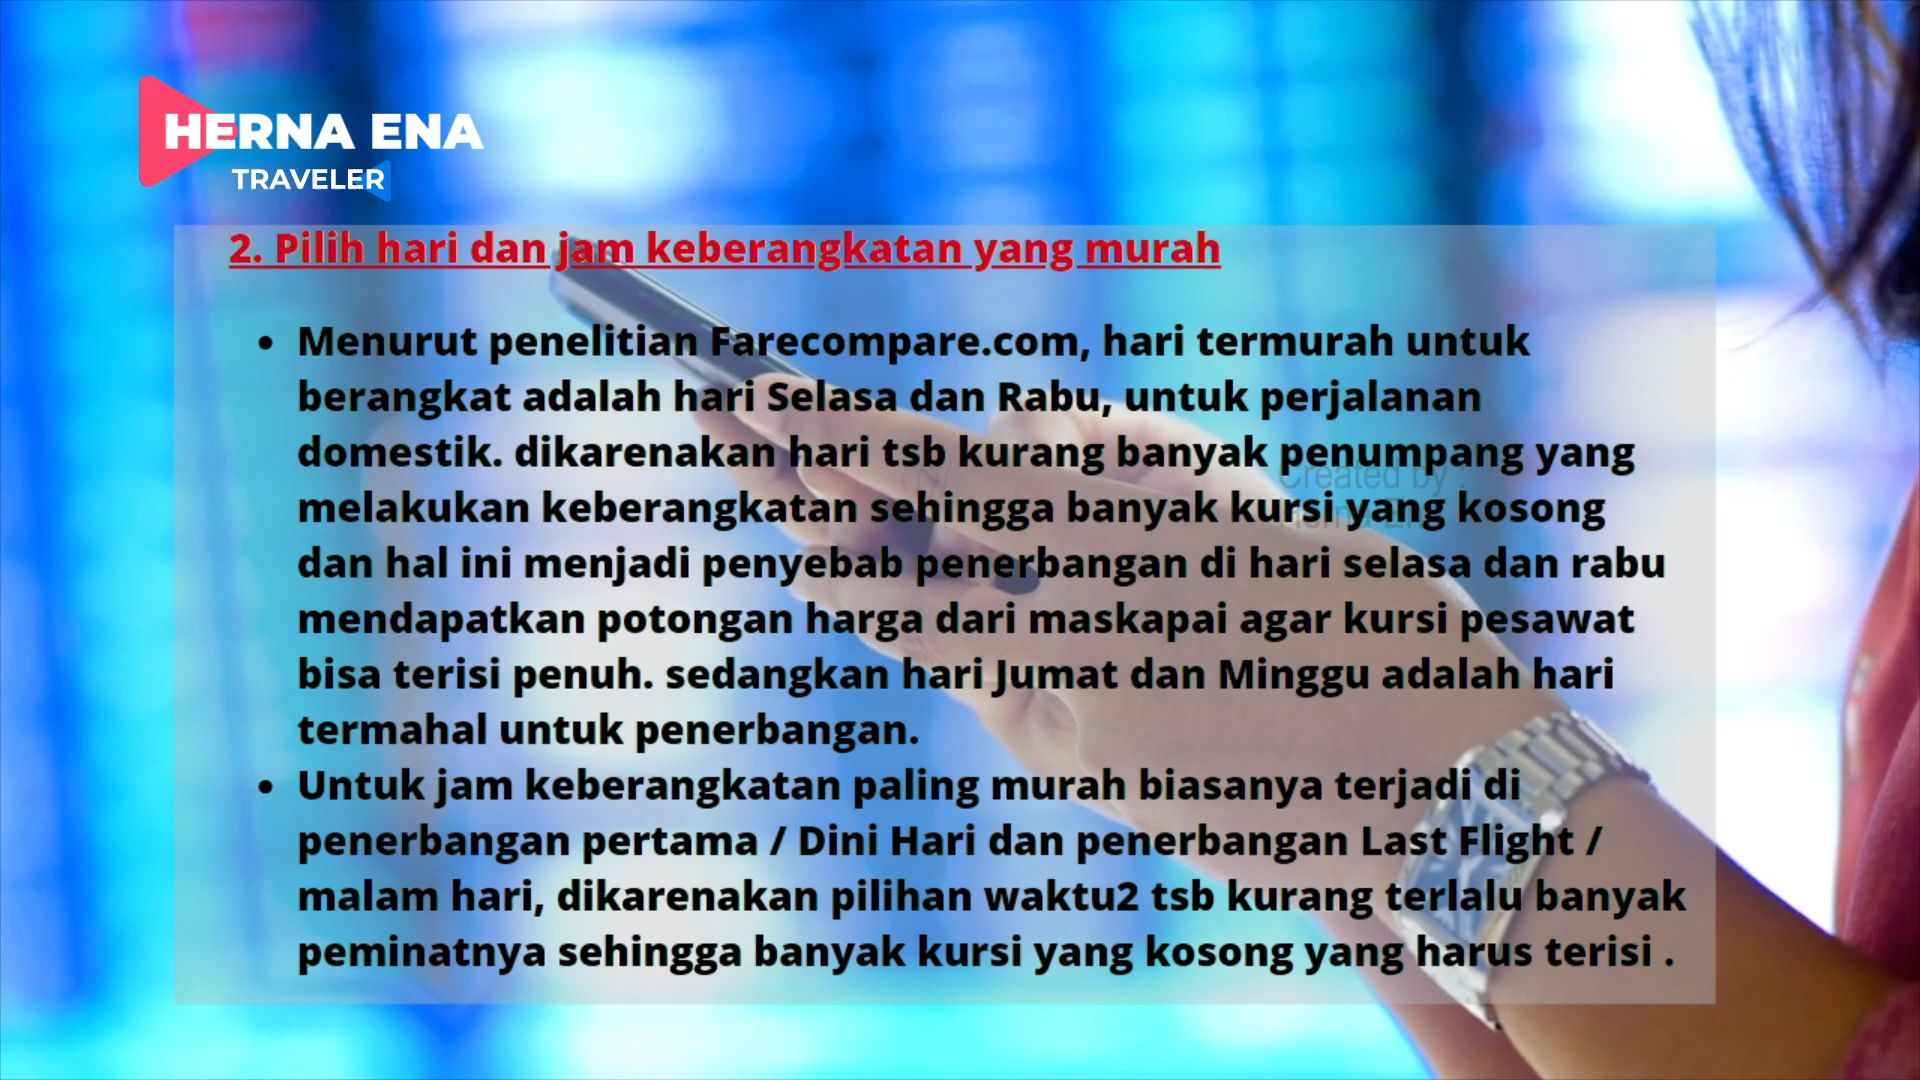 HERNA ENA
TRAVELER
2. Pilih hari dan jam keberangkatan yang murah
• Menurut penelitian Farecompare.com, hari termurah untuk
berangkat adalah hari Selasa dan Rabu, untuk perjalanan
domestik. dikarenakan hari tsb kurang banyak penumpang yang
melakukan keberangkatan sehingga banyak kursi yang kosong
dan hal ini menjadi penyebab penerbangan di hari selasa dan rabu
mendapatkan potongan harga dari maskapai agar kursi pesawat
bisa terisi penuh. sedangkan hari Jumat dan Minggu adalah hari
termahal untuk penerbangan.
• Untuk jam keberangkatan paling murah biasanya terjadi di
penerbangan pertama / Dini Hari dan penerbangan Last Flight /
malam hari, dikarenakan pilihan waktu2 tsb kurang terlalu banyak
peminatnya sehingga banyak kursi yang kosong yang harus terisi .
Created by :